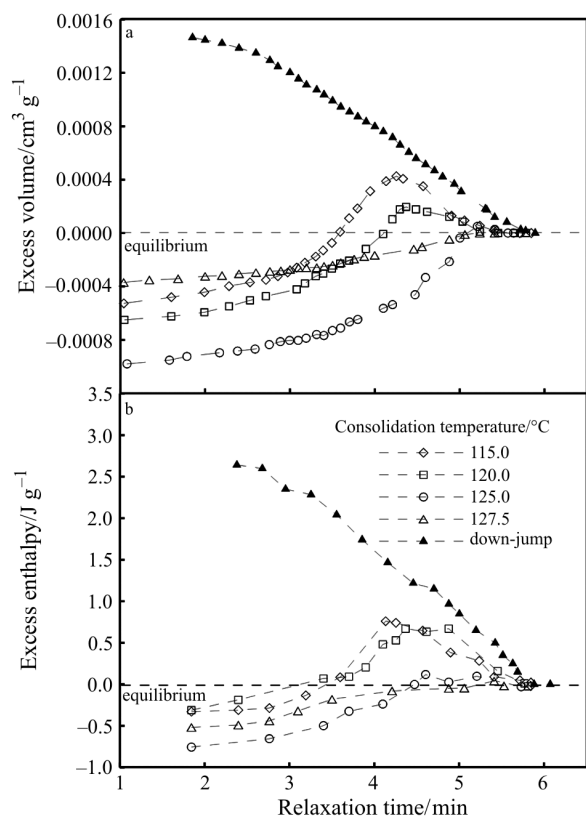 a
0.0016
0.0012
0.0008
0.0004
0.0000
−0.0004
−0.0008
Excess volume/cm³ g⁻¹
equilibrium
b
3.5
3.0
2.5
2.0
1.5
1.0
0.5
0.0
−0.5
−1.0
Excess enthalpy/J g⁻¹
Consolidation temperature/°C
115.0
120.0
125.0
127.5
down-jump
equilibrium
1 2 3 4 5 6
Relaxation time/min